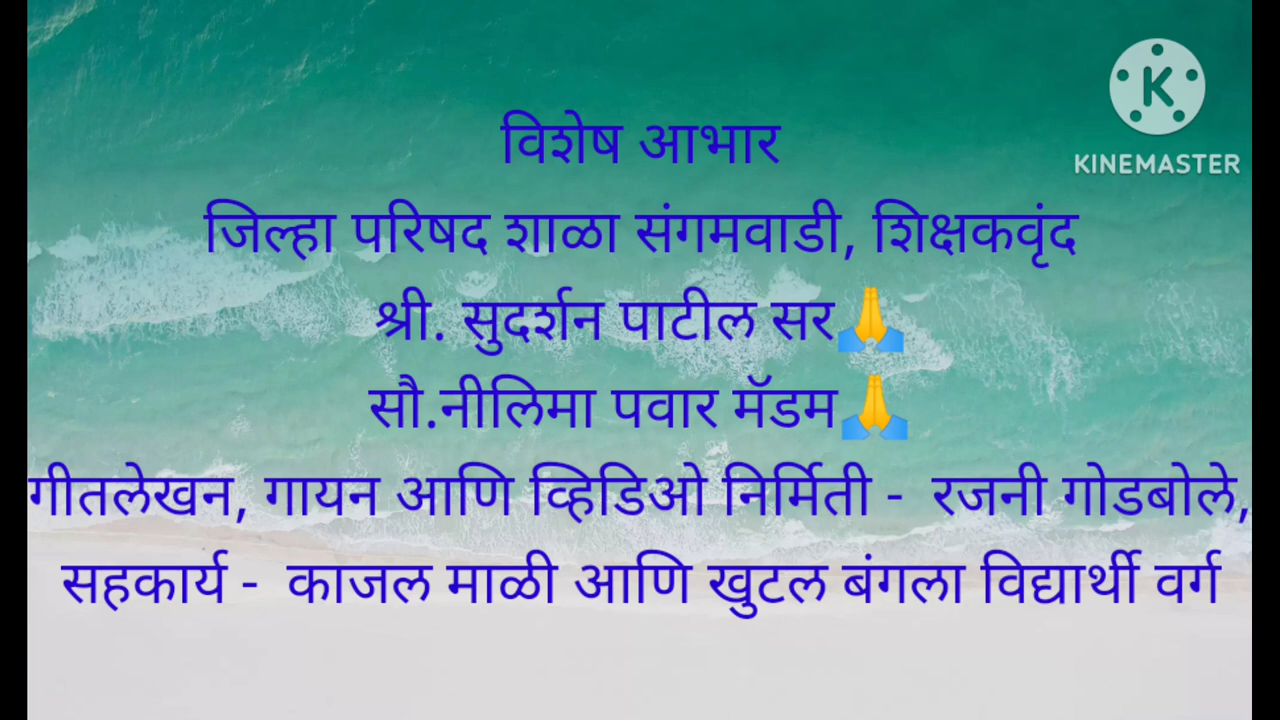 विशेष आभार
जिल्हा परिषद शाळा संगमवाडी, शिक्षकवृंद
श्री. सुदर्शन पाटील सर🙏
सौ.नीलिमा पवार मॅडम🙏
गीतलेखन, गायन आणि व्हिडिओ निर्मिती - रजनी गोडबोले,
सहकार्य - काजल माळी आणि खुटल बंगला विद्यार्थी वर्ग
K
KINEMASTER